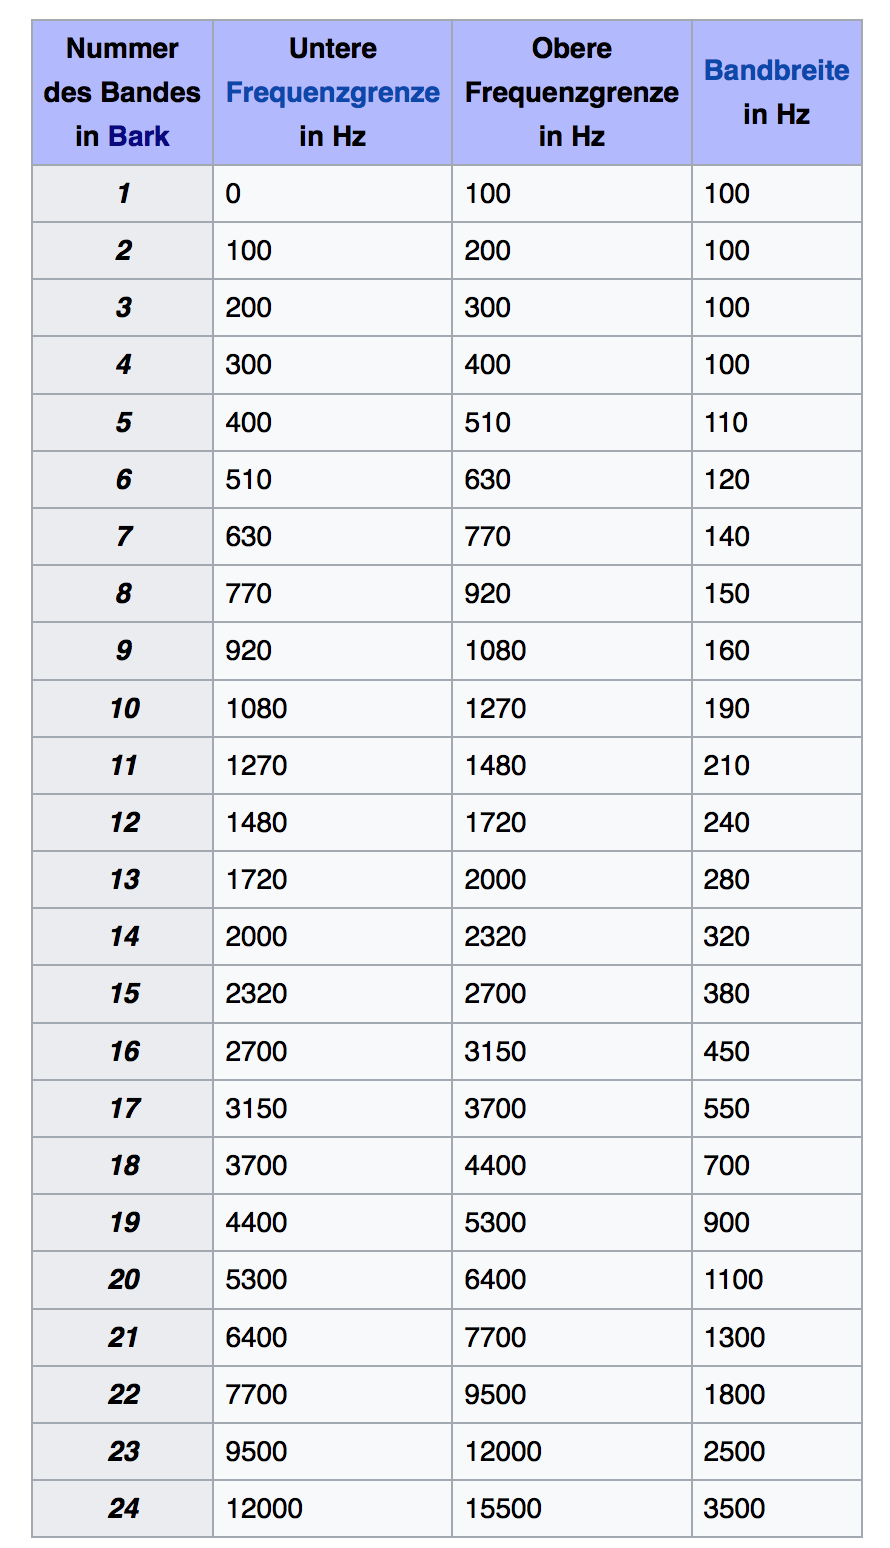 Nummer des Bandes in Bark | Untere Frequenzgrenze in Hz | Obere Frequenzgrenze in Hz | Bandbreite in Hz
1 | 0 | 100 | 100
2 | 100 | 200 | 100
3 | 200 | 300 | 100
4 | 300 | 400 | 100
5 | 400 | 510 | 110
6 | 510 | 630 | 120
7 | 630 | 770 | 140
8 | 770 | 920 | 150
9 | 920 | 1080 | 160
10 | 1080 | 1270 | 190
11 | 1270 | 1480 | 210
12 | 1480 | 1720 | 240
13 | 1720 | 2000 | 280
14 | 2000 | 2320 | 320
15 | 2320 | 2700 | 380
16 | 2700 | 3150 | 450
17 | 3150 | 3700 | 550
18 | 3700 | 4400 | 700
19 | 4400 | 5300 | 900
20 | 5300 | 6400 | 1100
21 | 6400 | 7700 | 1300
22 | 7700 | 9500 | 1800
23 | 9500 | 12000 | 2500
24 | 12000 | 15500 | 3500